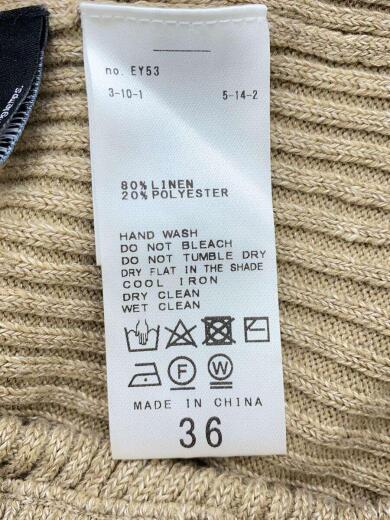 no. EY53
3-10-1 5-14-2
80% LINEN
20% POLYESTER
HAND WASH
DO NOT BLEACH
DO NOT TUMBLE DRY
DRY FLAT IN THE SHADE
COOL IRON
DRY CLEAN
WET CLEAN
F W
MADE IN CHINA
36